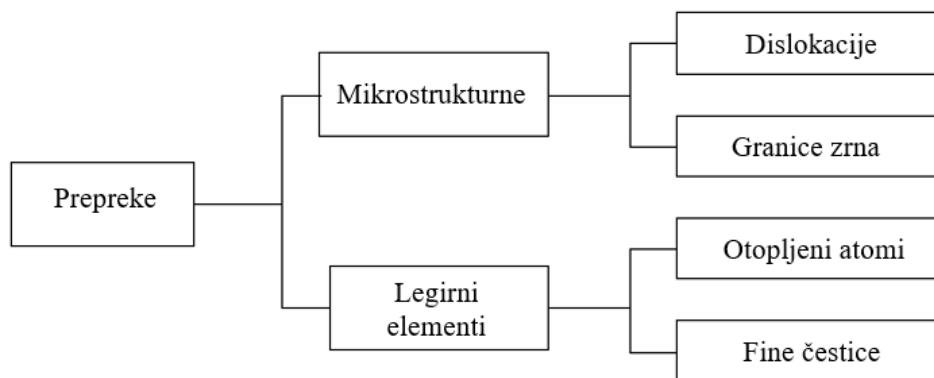 Dislokacije
Mikrostrukturne
Granice zrna
Prepreke
Otopljeni atomi
Legirni
elementi
Fine čestice